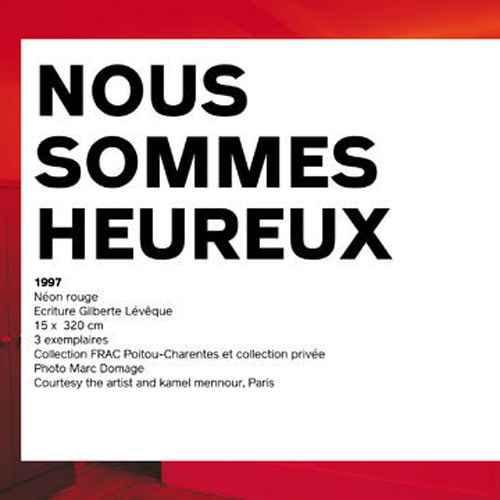 NOUS
SOMMES
HEUREUX
1997
Néon rouge
Ecriture Gilberte Lévêque
15 x  320 cm
3 exemplaires
Collection FRAC Poitou-Charentes et collection privée
Photo Marc Domage
Courtesy the artist and kamel mennour, Paris